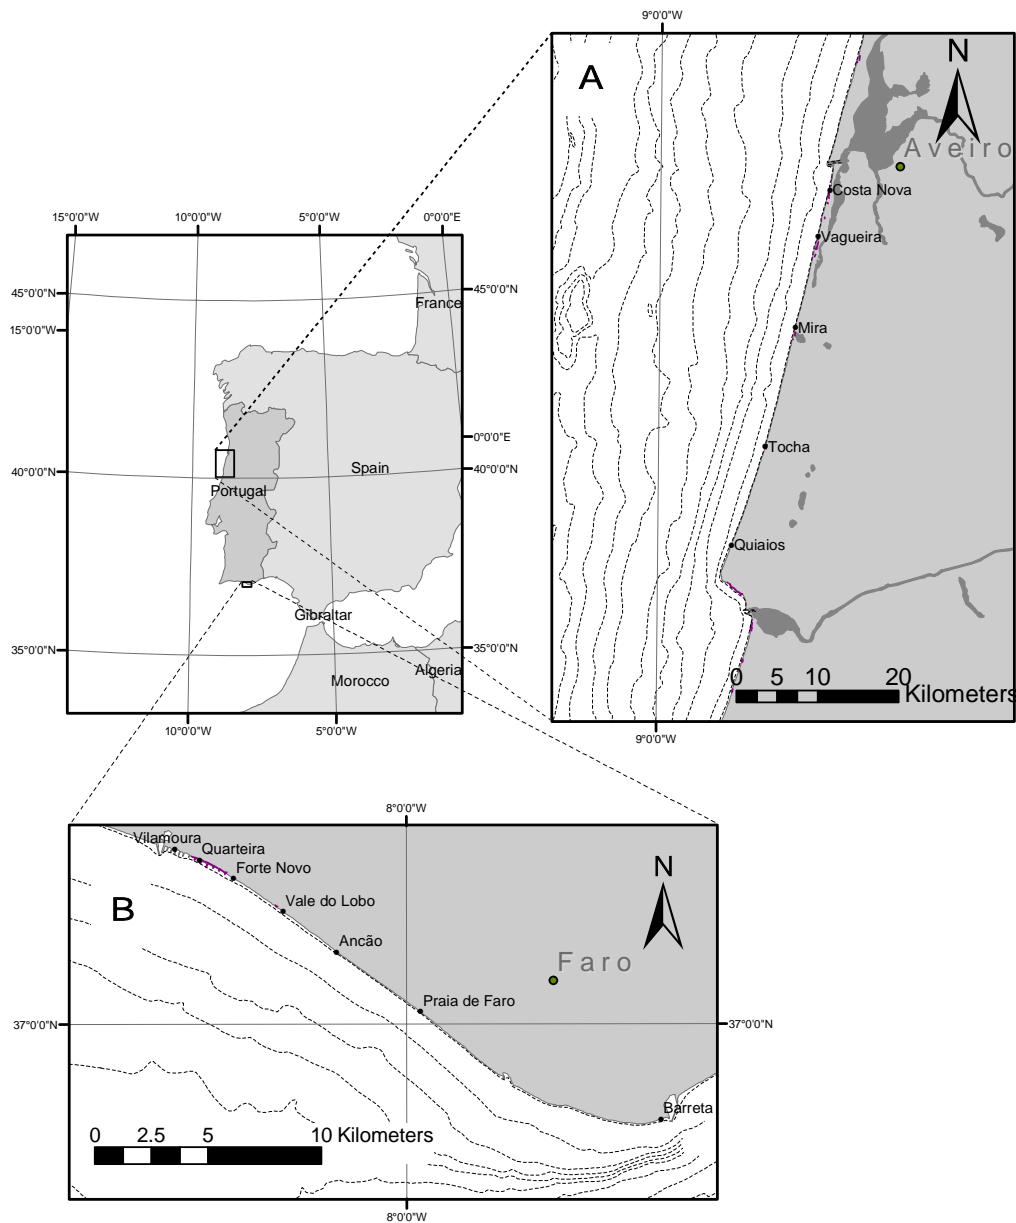 9°0'0"W
A
N
Aveiro
Costa Nova
Vagueira
Mira
Tocha
Quiaios
0 5 10 20
Kilometers
9°0'0"W
15°0'0"W 10°0'0"W 5°0'0"W 0°0'0"E
45°0'0"N
45°0'0"N
15°0'0"W
France
0°0'0"E
40°0'0"N
40°0'0"N
Spain
Portugal
Gibraltar
35°0'0"N
35°0'0"N
Algeria
Morocco
10°0'0"W 5°0'0"W
8°0'0"W
Vilamoura
Quarteira
Forte Novo
Vale do Lobo
Ancão
Praia de Faro
B
N
Faro
37°0'0"N
37°0'0"N
Barreta
0 2.5 5 10 Kilometers
8°0'0"W